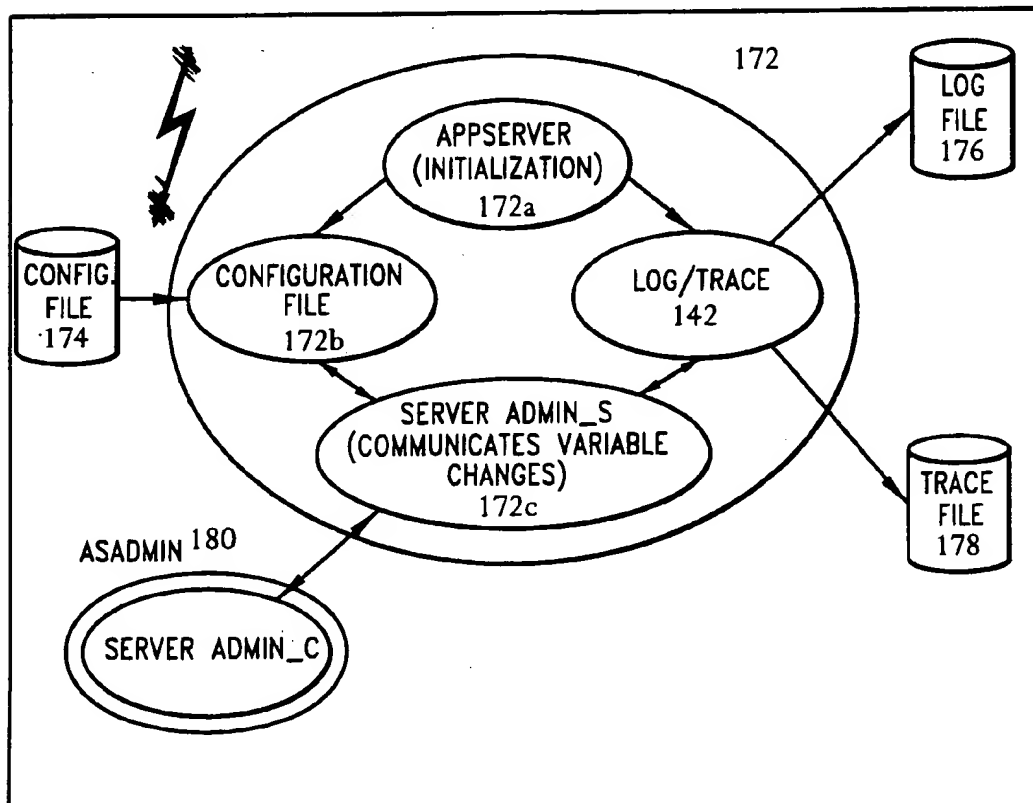 172
LOG
FILE
176
APPSERVER
(INITIALIZATION)
172a
CONFIG.
FILE
174
CONFIGURATION
FILE
172b
LOG/TRACE
142
SERVER ADMIN_S
(COMMUNICATES VARIABLE
CHANGES)
172c
TRACE
FILE
178
ASADMIN 180
SERVER ADMIN_C